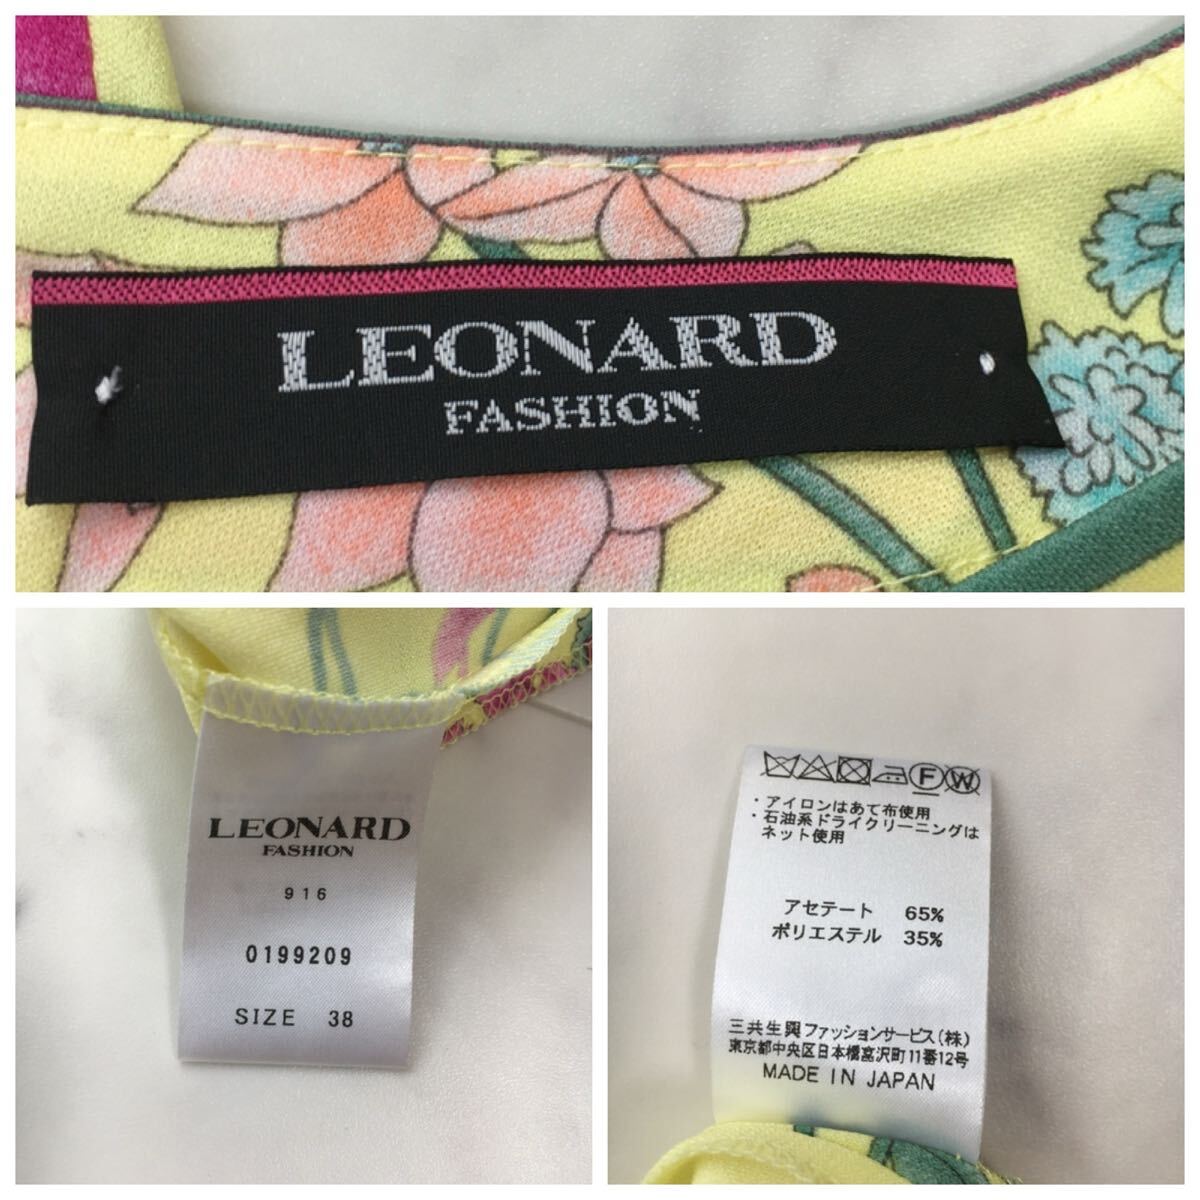 LEONARD
FASHION
LEONARD
FASHION
916
0199209
SIZE 38
F W
・アイロンはあて布使用
・石油系ドライクリーニングは
ネット使用
アセテート 65%
ポリエステル 35%
三共生興ファッションサービス(株)
東京都中央区日本橋富沢町11番12号
MADE IN JAPAN